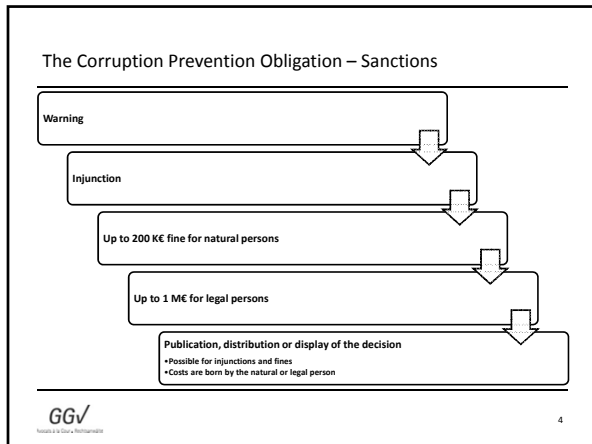 The Corruption Prevention Obligation – Sanctions
Warning
Injunction
Up to 200 K€ fine for natural persons
Up to 1 M€ for legal persons
Publication, distribution or display of the decision
•Possible for injunctions and fines
•Costs are born by the natural or legal person
GGV
4